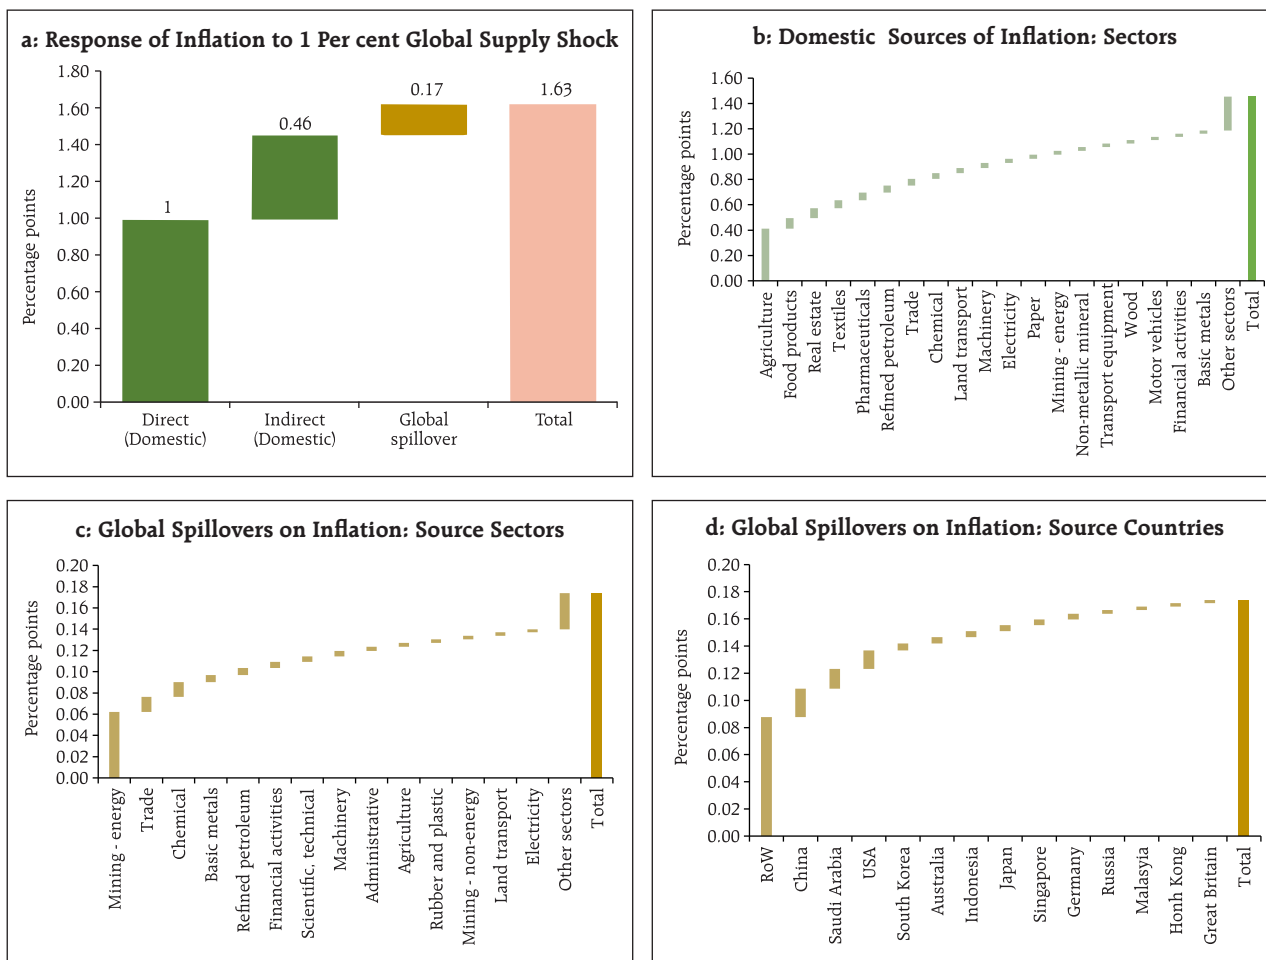 a: Response of Inflation to 1 Per cent Global Supply Shock
Percentage points
1.80
1.60
1.40
1.20
1.00
0.80
0.60
0.40
0.20
0.00
1
0.46
0.17
1.63
Direct
(Domestic)
Indirect
(Domestic)
Global
spillover
Total
b: Domestic Sources of Inflation: Sectors
Percentage points
1.60
1.40
1.20
1.00
0.80
0.60
0.40
0.20
0.00
Agriculture
Food products
Real estate
Textiles
Pharmaceuticals
Refined petroleum
Trade
Chemical
Land transport
Machinery
Electricity
Paper
Mining - energy
Non-metallic mineral
Transport equipment
Wood
Motor vehicles
Financial activities
Basic metals
Other sectors
Total
c: Global Spillovers on Inflation: Source Sectors
Percentage points
0.20
0.18
0.16
0.14
0.12
0.10
0.08
0.06
0.04
0.02
0.00
Mining - energy
Trade
Chemical
Basic metals
Refined petroleum
Financial activities
Scientific, technical
Machinery
Administrative
Agriculture
Rubber and plastic
Mining - non-energy
Land transport
Electricity
Other sectors
Total
d: Global Spillovers on Inflation: Source Countries
Percentage points
0.20
0.18
0.16
0.14
0.12
0.10
0.08
0.06
0.04
0.02
0.00
RoW
China
Saudi Arabia
USA
South Korea
Australia
Indonesia
Japan
Singapore
Germany
Russia
Malasyia
Honh Kong
Great Britain
Total